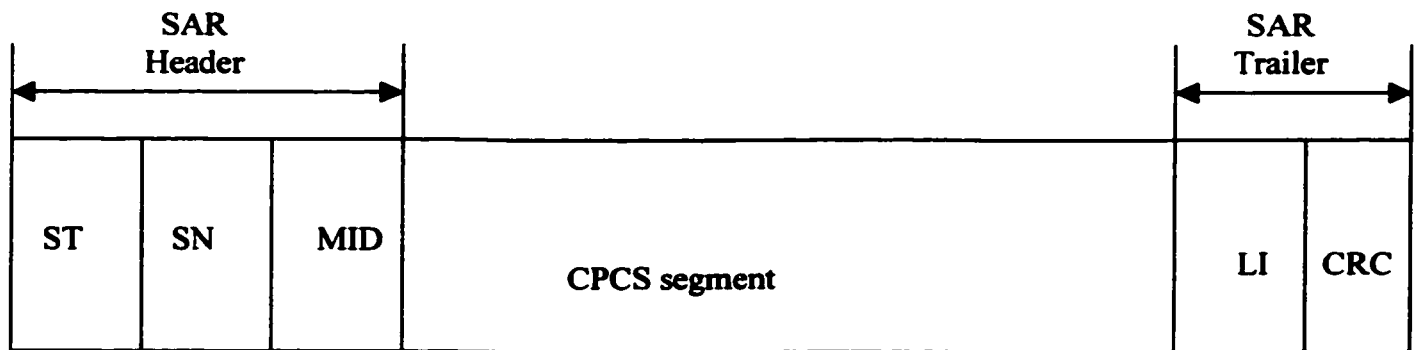 SAR
Header
SAR
Trailer
ST SN MID CPCS segment LI CRC